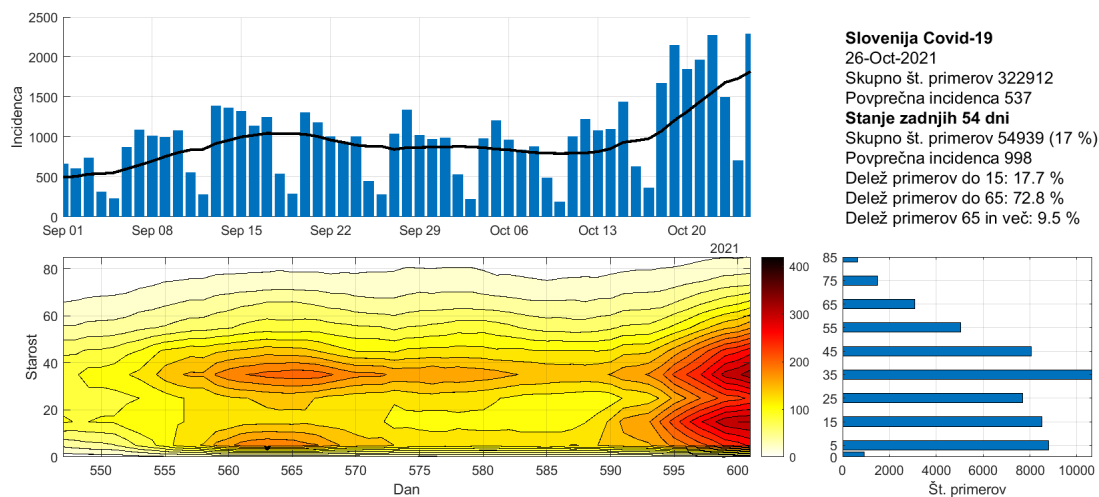 2500
2000
1500
1000
500
0
Incidenca
Sep 01 Sep 08 Sep 15 Sep 22 Sep 29 Oct 06 Oct 13 Oct 20
2021
Slovenija Covid-19
26-Oct-2021
Skupno št. primerov 322912
Povprečna incidenca 537
Stanje zadnjih 54 dni
Skupno št. primerov 54939 (17 %)
Povprečna incidenca 998
Delež primerov do 15: 17.7 %
Delež primerov do 65: 72.8 %
Delež primerov 65 in več: 9.5 %
80
60
40
20
0
Starost
550 555 560 565 570 575 580 585 590 595 600
Dan
400
300
200
100
0
85
75
65
55
45
35
25
15
5
0
0 2000 4000 6000 8000 10000
Št. primerov